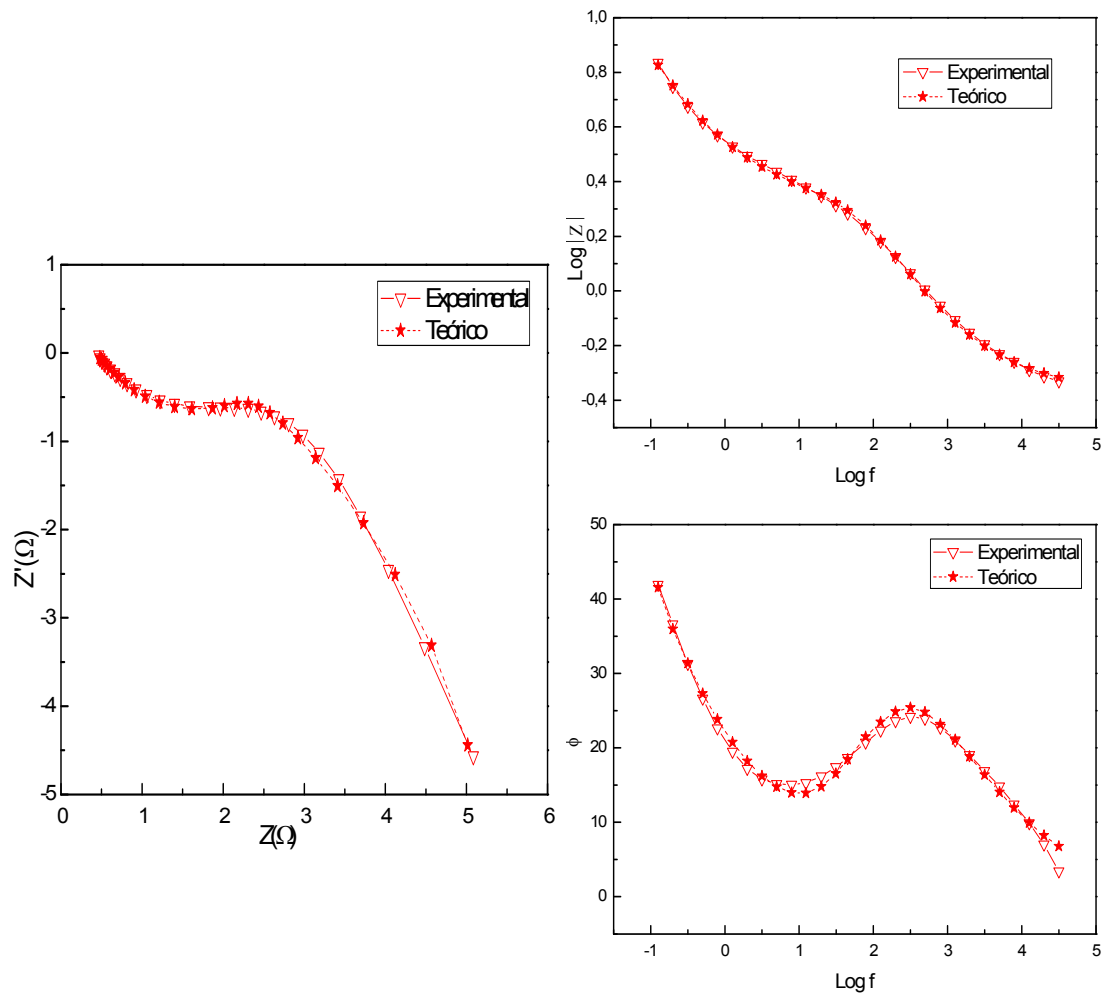 1
0
-1
-2
-3
-4
-5
0 1 2 3 4 5 6
Z'(Ω)
Z(Ω)
Experimental
Teórico
1,0
0,8
0,6
0,4
0,2
0,0
-0,2
-0,4
-1 0 1 2 3 4 5
Log |Z|
Log f
Experimental
Teórico
50
40
30
20
10
0
-1 0 1 2 3 4 5
ϕ
Log f
Experimental
Teórico